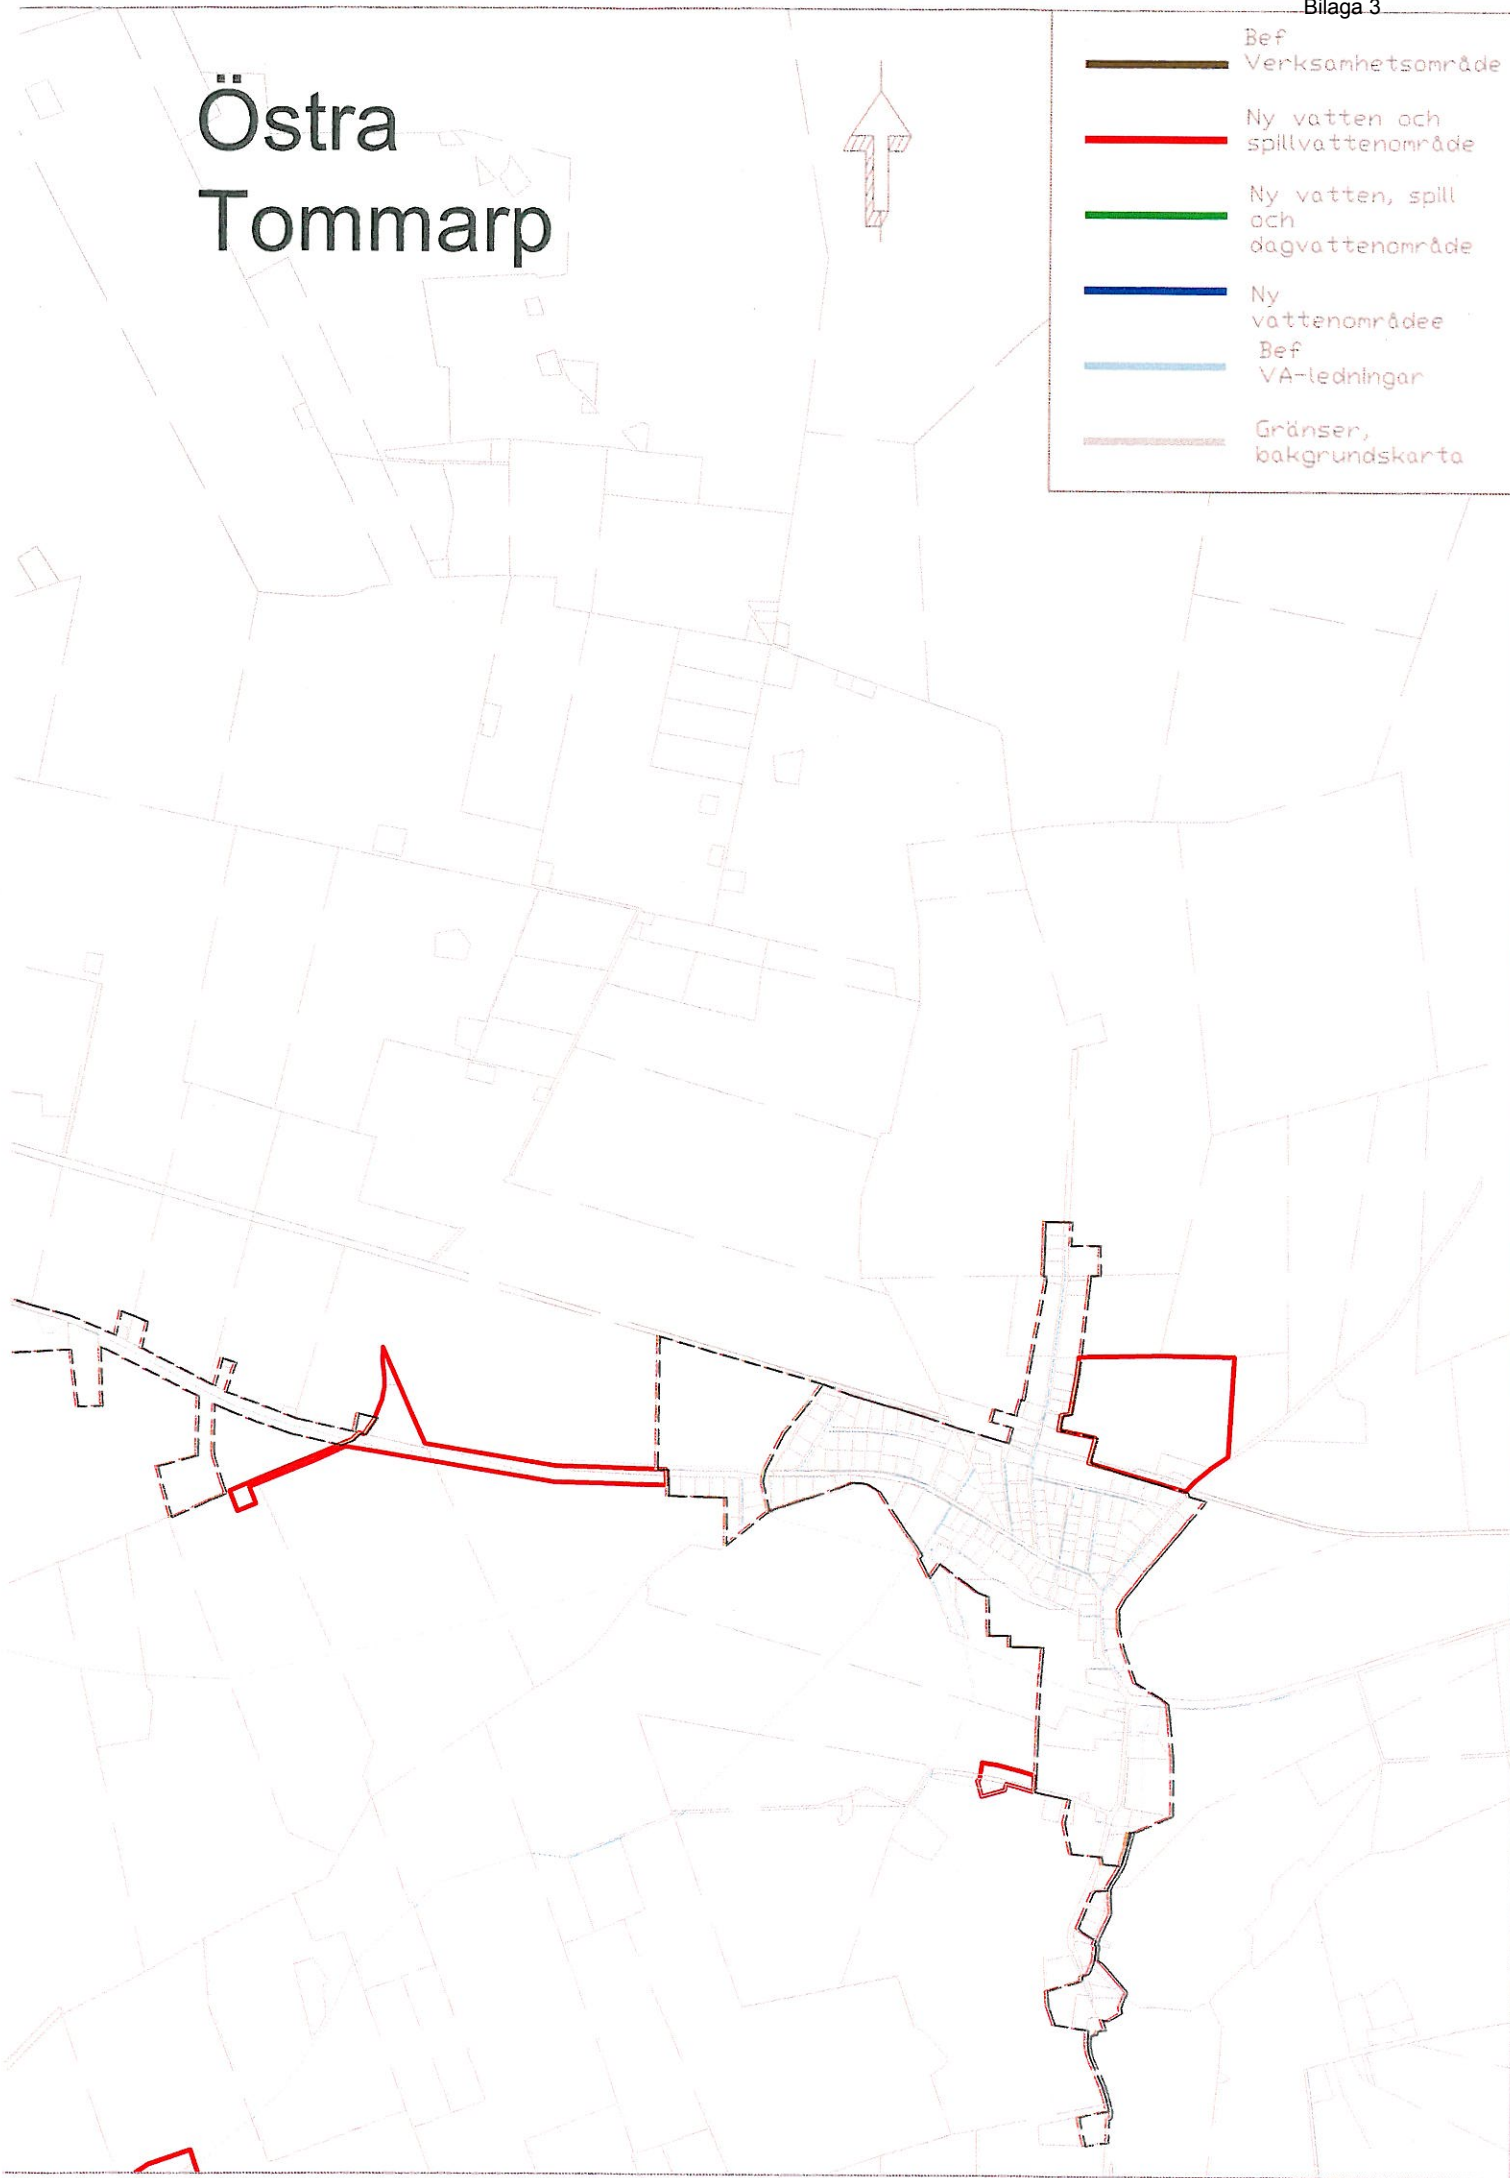 Bilaga 3
Östra
Tommarp
Bef
Verksamhetsområde
Ny vatten och
spillvattenområde
Ny vatten, spill
och
dagvattenområde
Ny
vattenområdee
Bef
VA-ledningar
Gränser,
bakgrundskarta